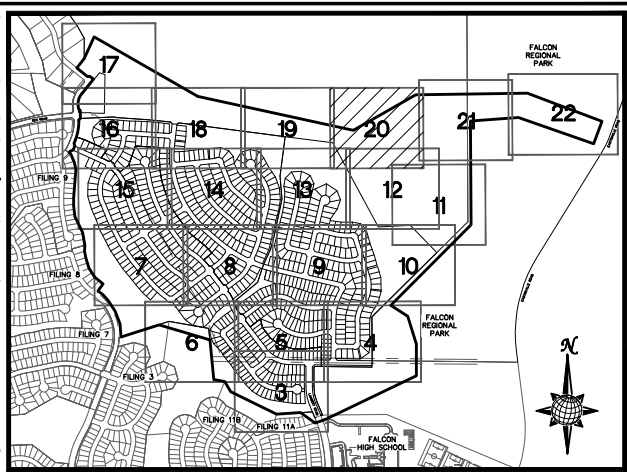 FALCON
REGIONAL
PARK
17
22
16
18
19
20
21
FILING 9
15
14
13
12
11
7
8
9
10
FILING 8
FILING 7
6
5
4
FALCON
REGIONAL
PARK
N
FILING 3
3
FILING 11B
FILING 11A
FALCON
HIGH SCHOOL